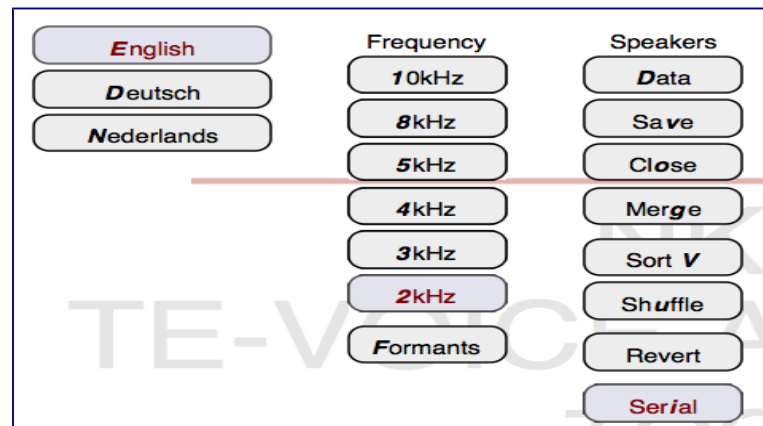 English
Deutsch
Nederlands
Frequency
10kHz
8kHz
5kHz
4kHz
3kHz
2kHz
Formants
Speakers
Data
Save
Close
Merge
Sort V
Shuffle
Revert
Serial
NK
TE-VOICE A